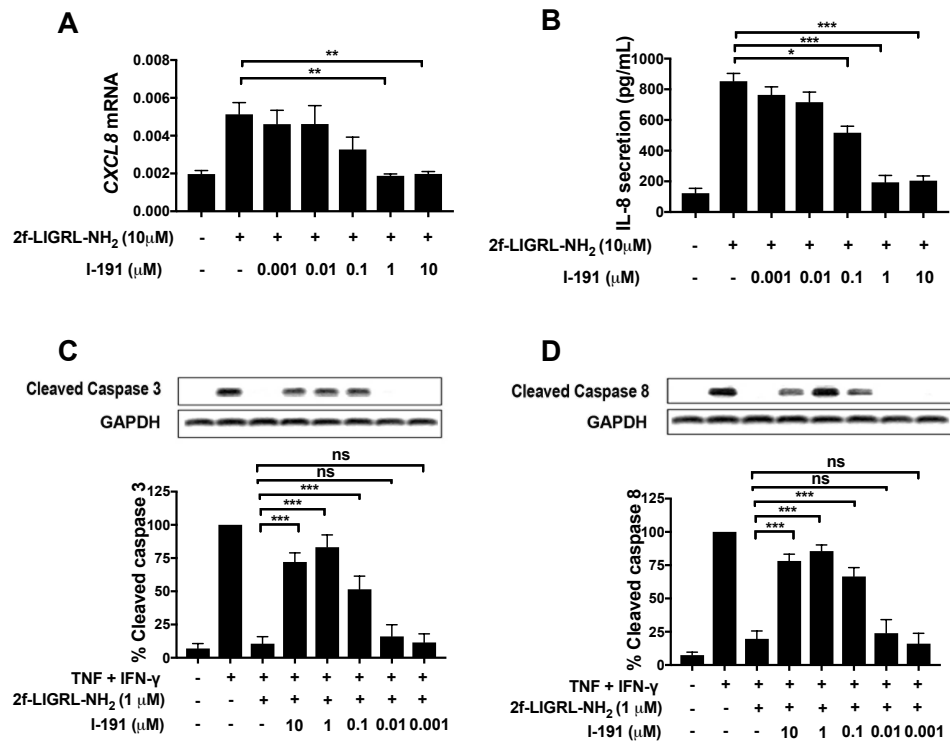 A
CXCL8 mRNA
0.008
0.006
0.004
0.002
0.000
**
**
2f-LIGRL-NH2 (10μM) - + + + + + +
I-191 (μM) - - 0.001 0.01 0.1 1 10
B
IL-8 secretion (pg/mL)
1000
800
600
400
200
0
***
***
*
2f-LIGRL-NH2 (10μM) - + + + + + +
I-191 (μM) - - 0.001 0.01 0.1 1 10
C
Cleaved Caspase 3
GAPDH
% Cleaved caspase 3
125
100
75
50
25
0
ns
ns
***
***
***
TNF + IFN-γ - + + + + + + +
2f-LIGRL-NH2 (1 μM) - - + + + + + +
I-191 (μM) - - - 10 1 0.1 0.01 0.001
D
Cleaved Caspase 8
GAPDH
% Cleaved caspase 8
125
100
75
50
25
0
ns
ns
***
***
***
TNF + IFN-γ - + + + + + + +
2f-LIGRL-NH2 (1 μM) - - + + + + + +
I-191 (μM) - - - 10 1 0.1 0.01 0.001